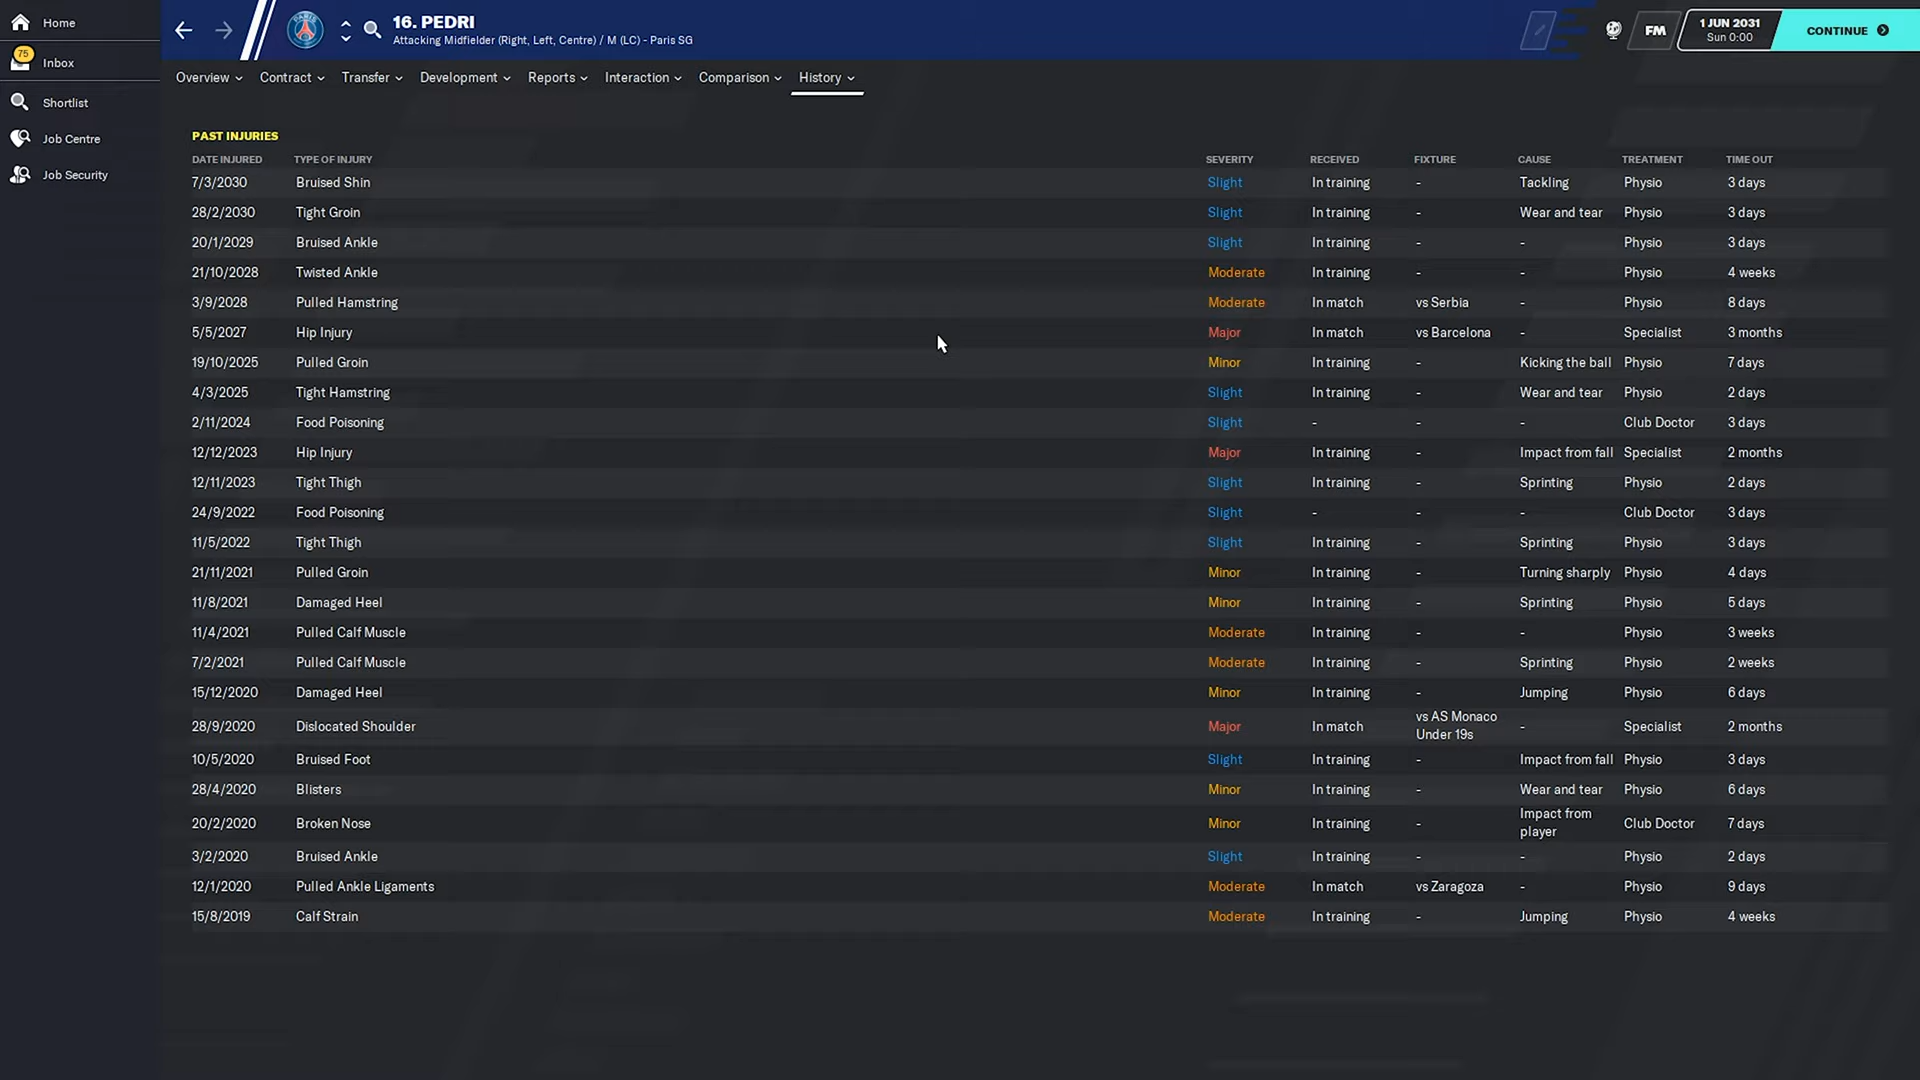 Home
75
Inbox
Shortlist
Job Centre
Job Security
16. PEDRI
Attacking Midfielder (Right, Left, Centre) / M (LC) - Paris SG
FM
1 JUN 2031
Sun 0:00
CONTINUE
Overview Contract Transfer Development Reports Interaction Comparison History
PAST INJURIES
DATE INJURED TYPE OF INJURY SEVERITY RECEIVED FIXTURE CAUSE TREATMENT TIME OUT
7/3/2030 Bruised Shin Slight In training - Tackling Physio 3 days
28/2/2030 Tight Groin Slight In training - Wear and tear Physio 3 days
20/1/2029 Bruised Ankle Slight In training - - Physio 3 days
21/10/2028 Twisted Ankle Moderate In training - - Physio 4 weeks
3/9/2028 Pulled Hamstring Moderate In match vs Serbia - Physio 8 days
5/5/2027 Hip Injury Major In match vs Barcelona - Specialist 3 months
19/10/2025 Pulled Groin Minor In training - Kicking the ball Physio 7 days
4/3/2025 Tight Hamstring Slight In training - Wear and tear Physio 2 days
2/11/2024 Food Poisoning Slight - - - Club Doctor 3 days
12/12/2023 Hip Injury Major In training - Impact from fall Specialist 2 months
12/11/2023 Tight Thigh Slight In training - Sprinting Physio 2 days
24/9/2022 Food Poisoning Slight - - - Club Doctor 3 days
11/5/2022 Tight Thigh Slight In training - Sprinting Physio 3 days
21/11/2021 Pulled Groin Minor In training - Turning sharply Physio 4 days
11/8/2021 Damaged Heel Minor In training - Sprinting Physio 5 days
11/4/2021 Pulled Calf Muscle Moderate In training - - Physio 3 weeks
7/2/2021 Pulled Calf Muscle Moderate In training - Sprinting Physio 2 weeks
15/12/2020 Damaged Heel Minor In training - Jumping Physio 6 days
28/9/2020 Dislocated Shoulder Major In match vs AS Monaco
Under 19s - Specialist 2 months
10/5/2020 Bruised Foot Slight In training - Impact from fall Physio 3 days
28/4/2020 Blisters Minor In training - Wear and tear Physio 6 days
20/2/2020 Broken Nose Minor In training - Impact from
player Club Doctor 7 days
3/2/2020 Bruised Ankle Slight In training - - Physio 2 days
12/1/2020 Pulled Ankle Ligaments Moderate In match vs Zaragoza - Physio 9 days
15/8/2019 Calf Strain Moderate In training - Jumping Physio 4 weeks